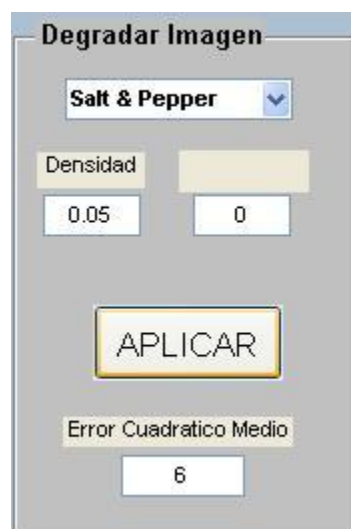 Degradar Imagen
Salt & Pepper
Densidad
0.05 0
APLICAR
Error Cuadratico Medio
6